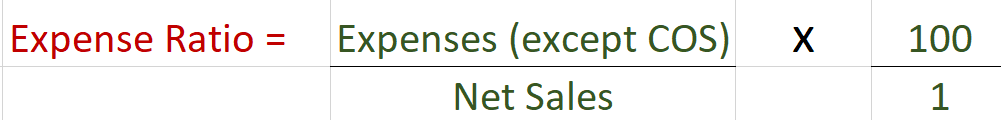 Expense Ratio = Expenses (except COS) X 100
Net Sales 1